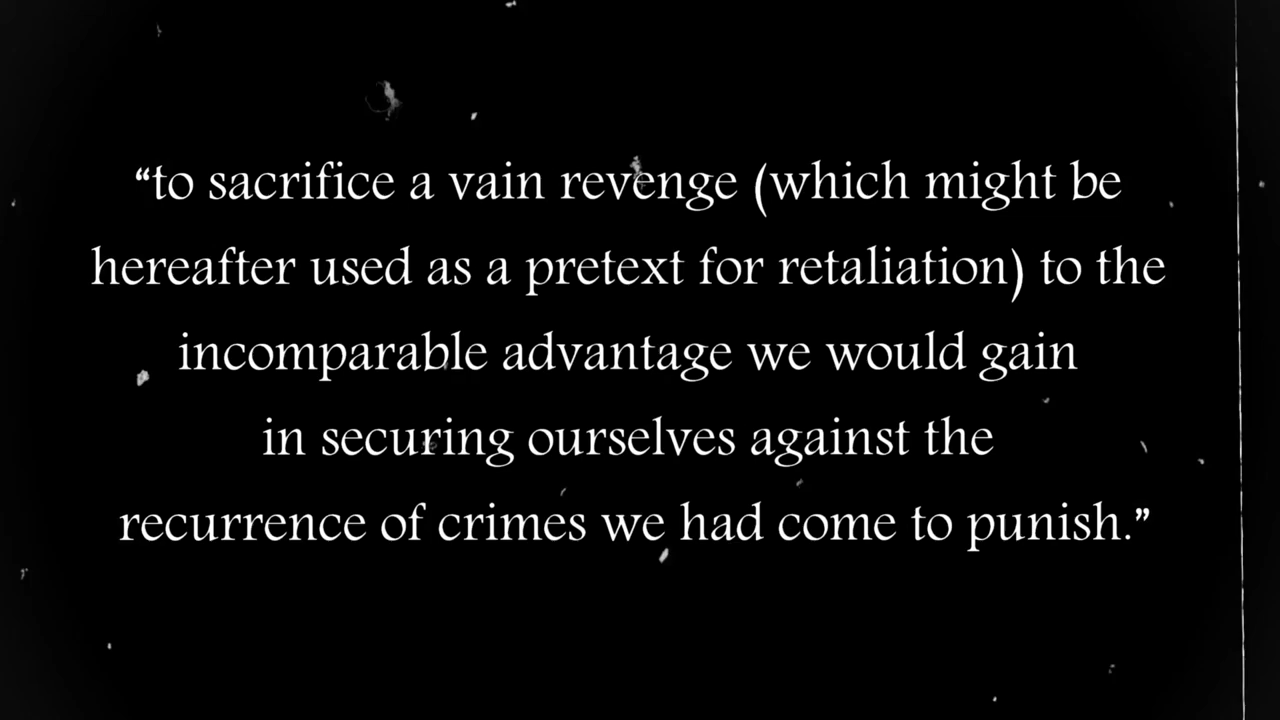 “to sacrifice a vain revenge (which might be
hereafter used as a pretext for retaliation) to the
incomparable advantage we would gain
in securing ourselves against the
recurrence of crimes we had come to punish.”